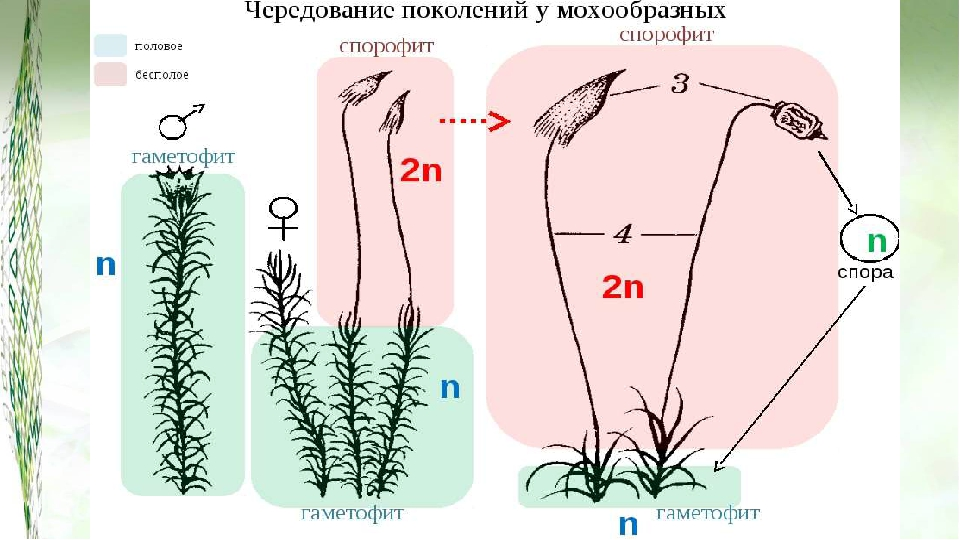 Чередование поколений у мохообразных
половое
бесполое
спорофит
спорофит
3
гаметофит
2n
n
n
спора
4
2n
n
гаметофит
гаметофит
n